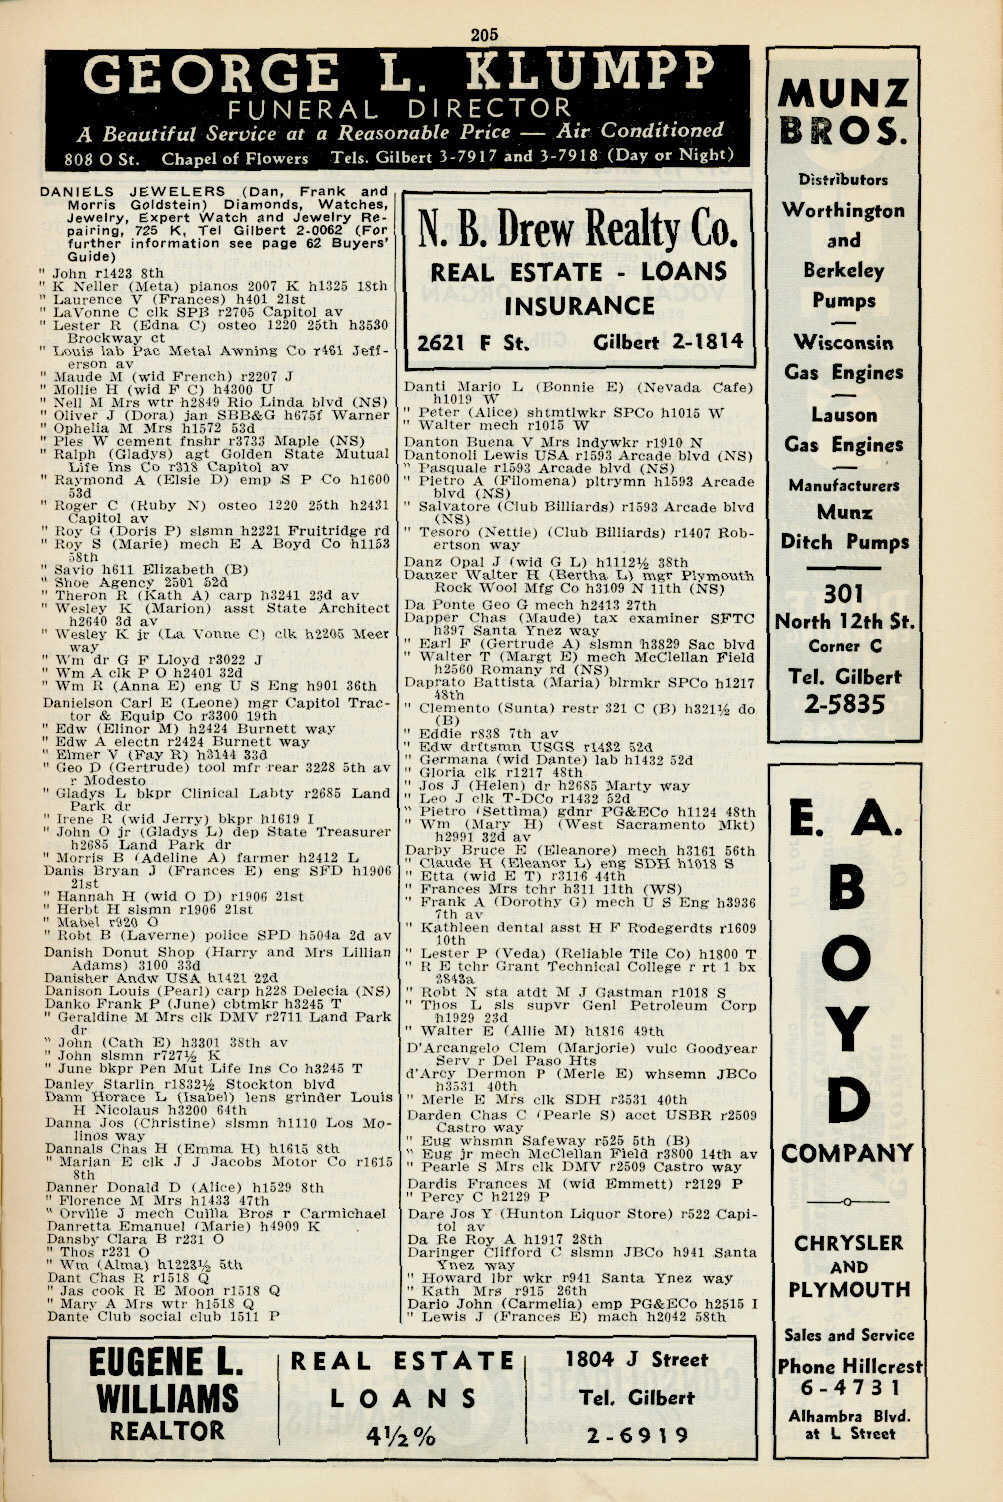 205
GEORGE L. KLUMPP
FUNERAL DIRECTOR
A Beautiful Service at a Reasonable Price — Air Conditioned
808 O St. Chapel of Flowers Tels. Gilbert 3-7917 and 3-7918 (Day or Night)
DANIELS JEWELERS (Dan, Frank and
Morris Goldstein) Diamonds, Watches,
Jewelry, Expert Watch and Jewelry Re-
pairing, 725 K, Tel Gilbert 2-0062 (For
further information see page 62 Buyers'
Guide)
" John r1423 8th
" K Neller (Meta) pianos 2007 K h1325 18th
" Laurence V (Frances) h401 21st
" LaVonne C clk SPB r2705 Capitol av
" Lester R (Edna C) osteo 1220 25th h3530
Brockway ct
" Louis lab Pac Metal Awning Co r461 Jeff-
erson av
" Maude M (wid French) r2207 J
" Mollie H (wid F C) h4300 U
" Nell M Mrs wtr h2849 Rio Linda blvd (NS)
" Oliver J (Dora) jan SBB&G h675f Warner
" Ophelia M Mrs h1572 53d
" Ples W cement fnshr r3733 Maple (NS)
" Ralph (Gladys) agt Golden State Mutual
Life Ins Co r318 Capitol av
" Raymond A (Elsie D) emp S P Co h1600
53d
" Roger C (Ruby N) osteo 1220 25th h2431
Capitol av
" Roy G (Doris P) slsmn h2221 Fruitridge rd
" Roy S (Marie) mech E A Boyd Co h1153
58th
" Savio h611 Elizabeth (B)
" Shoe Agency 2501 52d
" Theron R (Kath A) carp h3241 23d av
" Wesley K (Marion) asst State Architect
h2640 3d av
" Wesley K jr (La Vonne C) clk h2205 Meer
way
" Wm dr G F Lloyd r3022 J
" Wm A clk P O h2401 32d
" Wm R (Anna E) eng U S Eng h901 36th
Danielson Carl E (Leone) mgr Capitol Trac-
tor & Equip Co r3300 19th
" Edw (Elinor M) h2424 Burnett way
" Edw A electn r2424 Burnett way
" Elmer V (Fay R) h5144 33d
" Geo D (Gertrude) tool mfr rear 3228 5th av
r Modesto
" Gladys L bkpr Clinical Labty r2685 Land
Park dr
" Irene R (wid Jerry) bkpr h1619 I
" John O jr (Gladys L) dep State Treasurer
h2685 Land Park dr
" Morris B (Adeline A) farmer h2412 L
Danis Bryan J (Frances E) eng SFD h1906
21st
" Hannah H (wid O D) r1906 21st
" Herbt H slsmn r1906 21st
" Mabel r920 O
" Robt B (Laverne) police SPD h504a 2d av
Danish Donut Shop (Harry and Mrs Lillian
Adams) 3100 33d
Danisher Andw USA h1421 22d
Danison Louis (Pearl) carp h228 Delecia (NS)
Danko Frank P (June) cbtmkr h3245 T
" Geraldine M Mrs clk DMV r2711 Land Park
dr
" John (Cath E) h3301 38th av
" John slsmn r727½ K
" June bkpr Pen Mut Life Ins Co h3245 T
Danley Starlin r1832½ Stockton blvd
Dann Horace L (Isabel) lens grinder Louis
H Nicolaus h3200 64th
Danna Jos (Christine) slsmn h1110 Los Mo-
linos way
Dannals Chas H (Emma H) h1615 8th
" Marian E clk J J Jacobs Motor Co r1615
8th
Danner Donald D (Alice) h1529 8th
" Florence M Mrs h1433 47th
" Orville J mech Cuilla Bros r Carmichael
Danretta Emanuel (Marie) h4909 K
Dansby Clara B r231 O
" Thos r231 O
" Wm (Alma) h1223½ 5th
Dant Chas R r1518 Q
" Jas cook R E Moon r1518 Q
" Mary A Mrs wtr h1518 Q
Dante Club social club 1511 P
N. B. Drew Realty Co.
REAL ESTATE - LOANS
INSURANCE
2621 F St. Gilbert 2-1814
Danti Mario L (Bonnie E) (Nevada Cafe)
h1019 W
" Peter (Alice) shtmtlwkr SPCo h1015 W
" Walter mech r1015 W
Danton Buena V Mrs lndywkr r1910 N
Dantonoli Lewis USA r1593 Arcade blvd (NS)
" Pasquale r1593 Arcade blvd (NS)
" Pietro A (Filomena) pltrymn h1593 Arcade
blvd (NS)
" Salvatore (Club Billiards) r1593 Arcade blvd
(NS)
" Tesoro (Nettie) (Club Billiards) r1407 Rob-
ertson way
Danz Opal J (wid G L) h1112½ 38th
Danzer Walter H (Bertha L) mgr Plymouth
Rock Wool Mfg Co h3109 N 11th (NS)
Da Ponte Geo G mech h2413 27th
Dapper Chas (Maude) tax examiner SFTC
h397 Santa Ynez way
" Earl F (Gertrude A) slsmn h3829 Sac blvd
" Walter T (Margt E) mech McClellan Field
h2560 Romany rd (NS)
Daprato Battista (Maria) blrmkr SPCo h1217
48th
" Clemento (Sunta) restr 321 C (B) h321½ do
(B)
" Eddie r838 7th av
" Edw drftsmn USGS r1432 52d
" Germana (wid Dante) lab h1432 52d
" Gloria clk r1217 48th
" Jos J (Helen) dr h2685 Marty way
" Leo J clk T-DCo r1432 52d
" Pietro (Settima) gdnr PG&ECo h1124 48th
" Wm (Mary H) (West Sacramento Mkt)
h2991 32d av
Darby Bruce E (Eleanore) mech h3161 56th
" Claude H (Eleanor L) eng SDH h1018 S
" Etta (wid E T) r3116 44th
" Frances Mrs tchr h311 11th (WS)
" Frank A (Dorothy G) mech U S Eng h3936
7th av
" Kathleen dental asst H F Rodegerdts r1609
10th
" Lester P (Veda) (Reliable Tile Co) h1800 T
" R E tchr Grant Technical College r rt 1 bx
3843a
" Robt N sta atdt M J Gastman r1018 S
" Thos L sls supvr Genl Petroleum Corp
h1929 23d
" Walter E (Allie M) h1816 49th
D'Arcangelo Clem (Marjorie) vulc Goodyear
Serv r Del Paso Hts
d'Arcy Dermon P (Merle E) whsemn JBCo
h3531 40th
" Merle E Mrs clk SDH r3531 40th
Darden Chas C (Pearle S) acct USBR r2509
Castro way
" Eug whsmn Safeway r525 5th (B)
" Eug jr mech McClellan Field r3800 14th av
" Pearle S Mrs clk DMV r2509 Castro way
Dardis Frances M (wid Emmett) r2129 P
" Percy C h2129 P
Dare Jos Y (Hunton Liquor Store) r522 Capi-
tol av
Da Re Roy A h1917 28th
Daringer Clifford C slsmn JBCo h941 Santa
Ynez way
" Howard lbr wkr r941 Santa Ynez way
" Kath Mrs r915 26th
Dario John (Carmelia) emp PG&ECo h2515 I
" Lewis J (Frances E) mach h2042 58th
MUNZ
BROS.
Distributors
Worthington
and
Berkeley
Pumps
Wisconsin
Gas Engines
Lauson
Gas Engines
Manufacturers
Munz
Ditch Pumps
301
North 12th St.
Corner C
Tel. Gilbert
2-5835
E. A.
B
O
Y
D
COMPANY
CHRYSLER
AND
PLYMOUTH
Sales and Service
Phone Hillcrest
6-4731
Alhambra Blvd.
at L Street
EUGENE L.
WILLIAMS
REALTOR
REAL ESTATE
LOANS
4½%
1804 J Street
Tel. Gilbert
2-6919